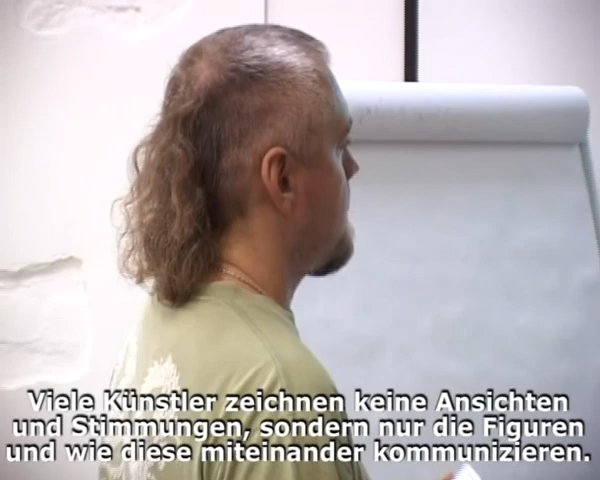 Viele Künstler zeichnen keine Ansichten
und Stimmungen, sondern nur die Figuren
und wie diese miteinander kommunizieren.